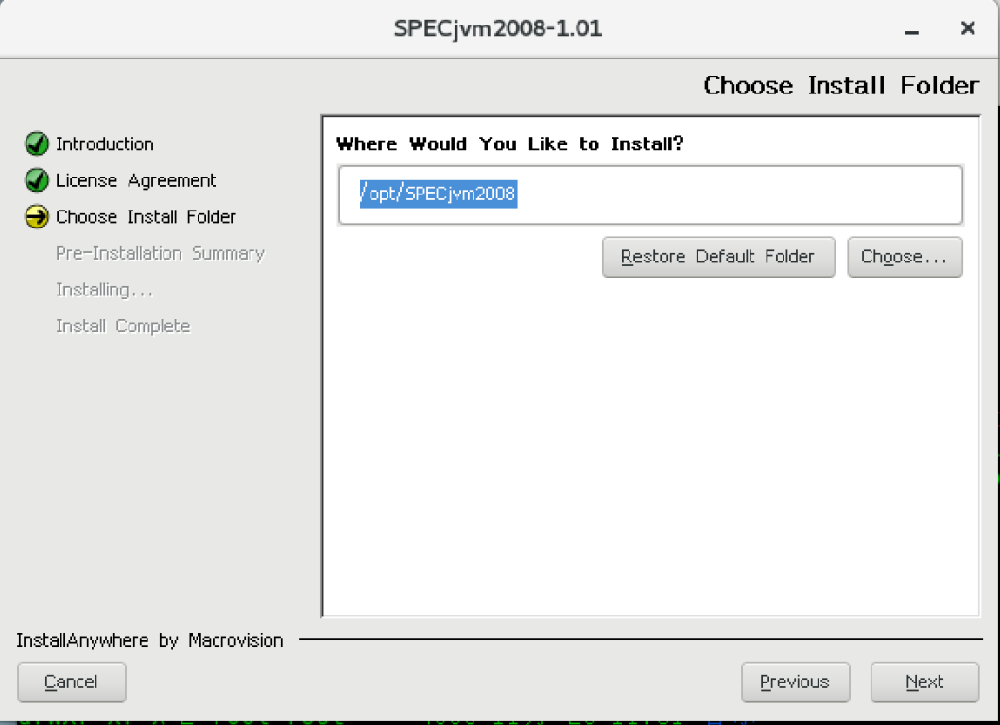 SPECjvm2008-1.01
Choose Install Folder
Introduction
License Agreement
Choose Install Folder
Pre-Installation Summary
Installing...
Install Complete
Where Would You Like to Install?
/opt/SPECjvm2008
Restore Default Folder
Choose...
InstallAnywhere by Macrovision
Cancel
Previous
Next